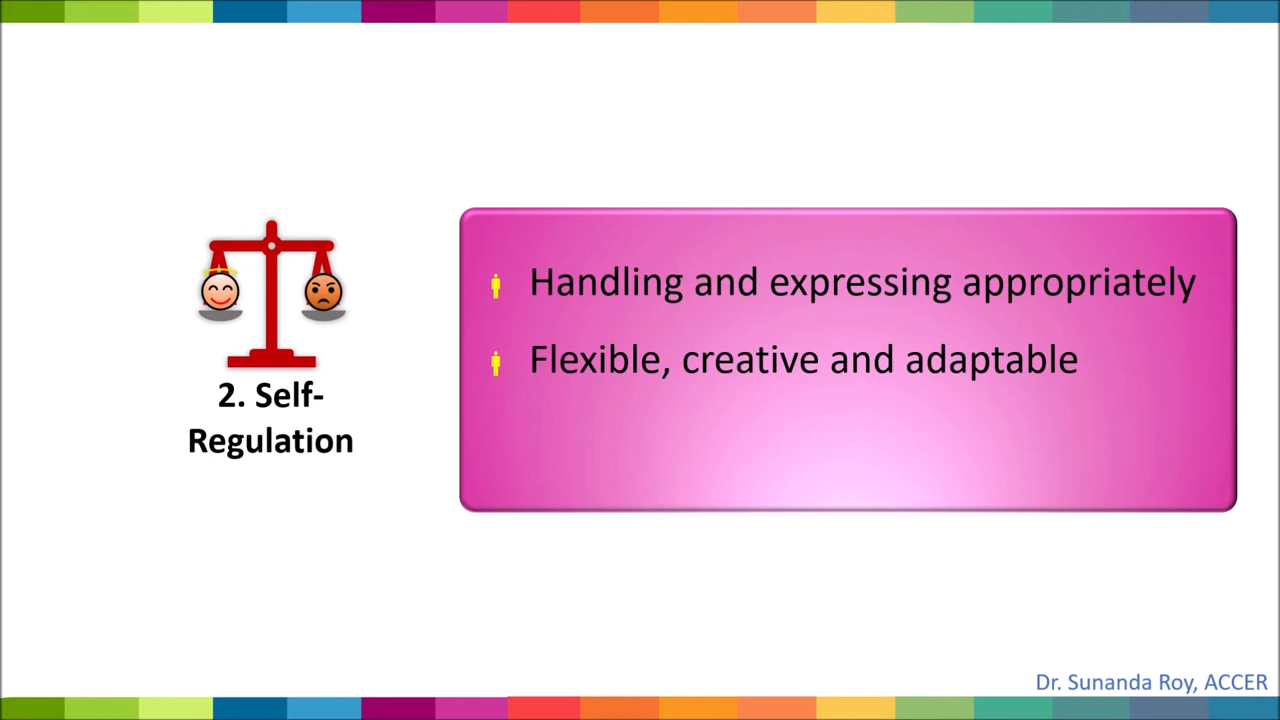 Handling and expressing appropriately
Flexible, creative and adaptable
2. Self-
Regulation
Dr. Sunanda Roy, ACCER